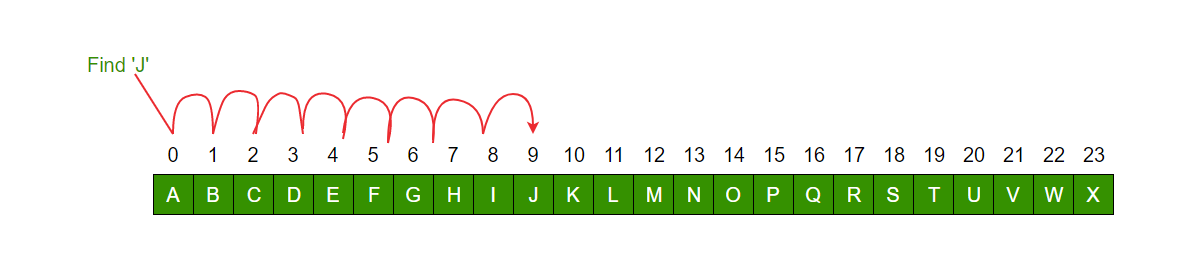 Find 'J'
0 1 2 3 4 5 6 7 8 9 10 11 12 13 14 15 16 17 18 19 20 21 22 23
A B C D E F G H I J K L M N O P Q R S T U V W X